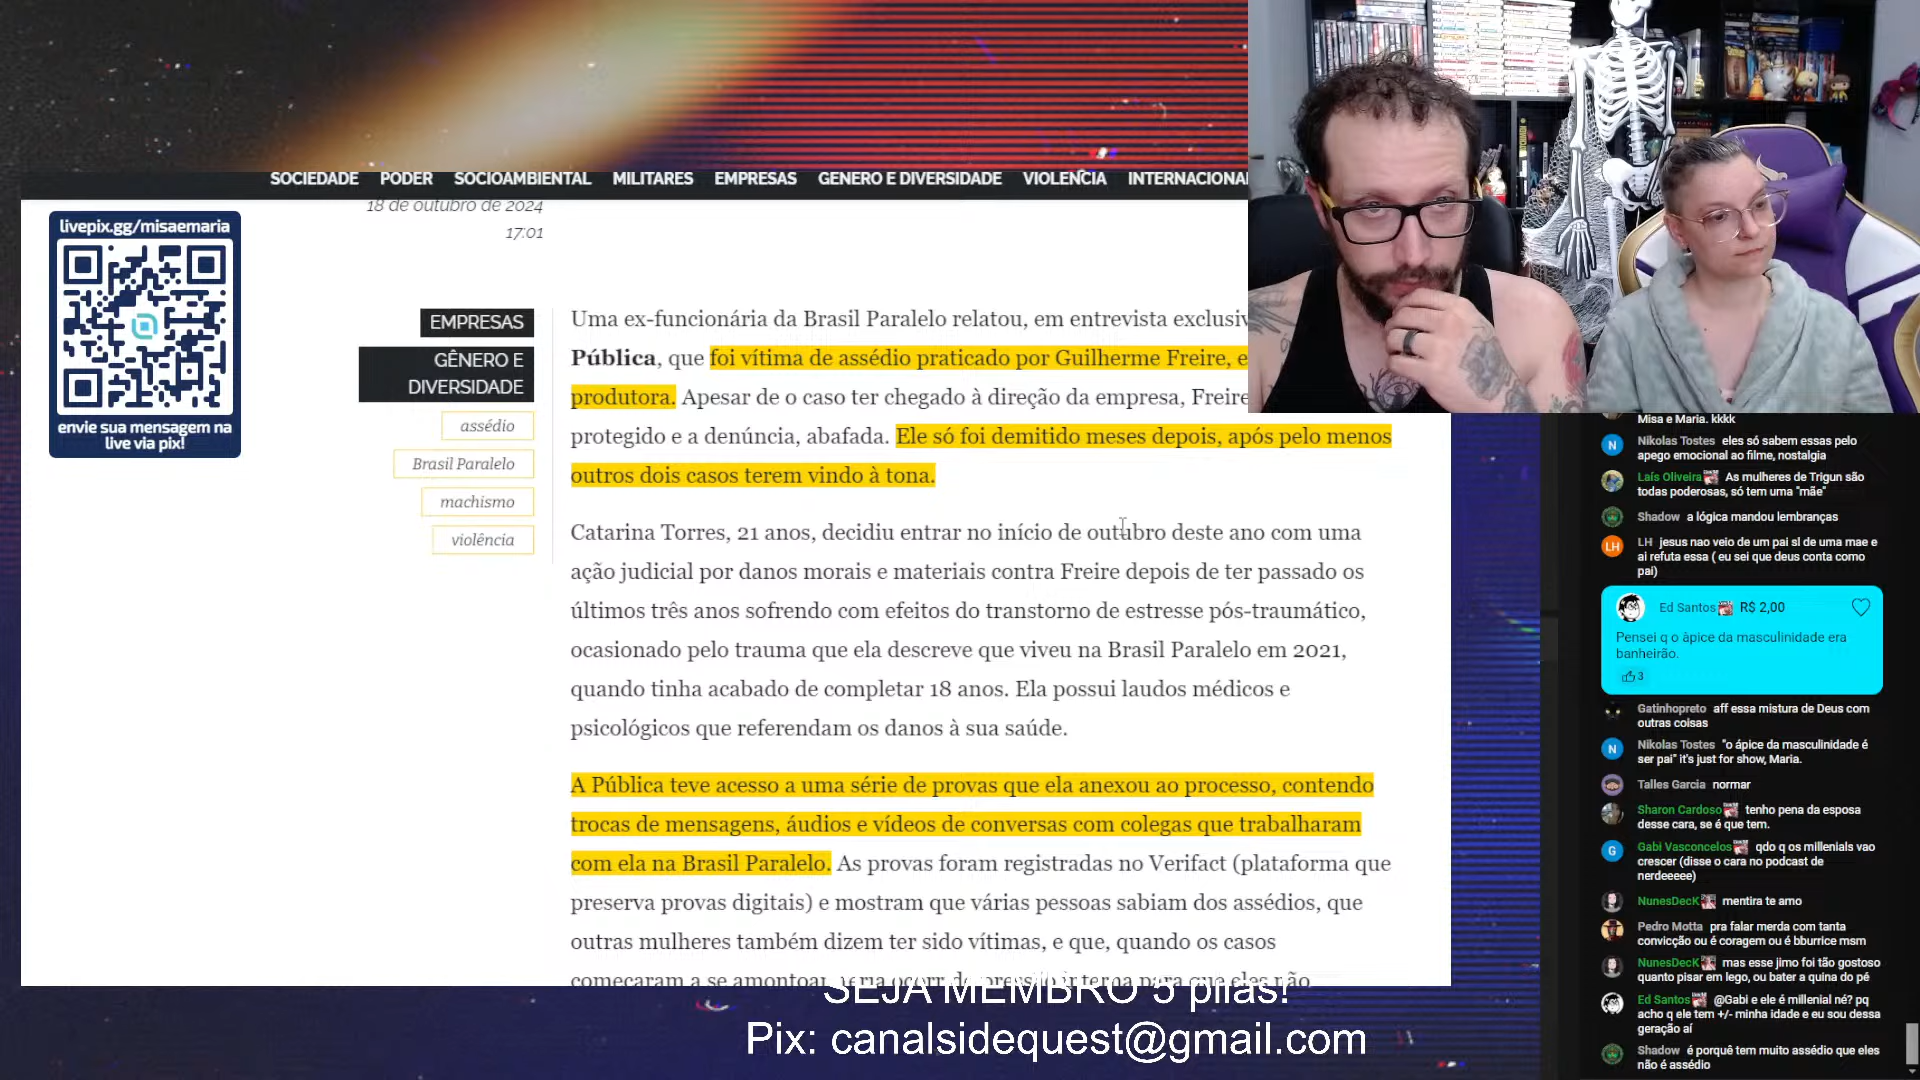 SOCIEDADE PODER SOCIOAMBIENTAL MILITARES EMPRESAS GENERO E DIVERSIDADE VIOLENCIA INTERNACIONA
18 de outubro de 2024
17:01
livepix.gg/misaemaria
envie sua mensagem na
live via pix!
EMPRESAS
GÊNERO E
DIVERSIDADE
assédio
Brasil Paralelo
machismo
violência
Uma ex-funcionária da Brasil Paralelo relatou, em entrevista exclusiv
Pública, que foi vítima de assédio praticado por Guilherme Freire, e
produtora. Apesar de o caso ter chegado à direção da empresa, Freire
protegido e a denúncia, abafada. Ele só foi demitido meses depois, após pelo menos
outros dois casos terem vindo à tona.
Catarina Torres, 21 anos, decidiu entrar no início de outubro deste ano com uma
ação judicial por danos morais e materiais contra Freire depois de ter passado os
últimos três anos sofrendo com efeitos do transtorno de estresse pós-traumático,
ocasionado pelo trauma que ela descreve que viveu na Brasil Paralelo em 2021,
quando tinha acabado de completar 18 anos. Ela possui laudos médicos e
psicológicos que referendam os danos à sua saúde.
A Pública teve acesso a uma série de provas que ela anexou ao processo, contendo
trocas de mensagens, áudios e vídeos de conversas com colegas que trabalharam
com ela na Brasil Paralelo. As provas foram registradas no Verifact (plataforma que
preserva provas digitais) e mostram que várias pessoas sabiam dos assédios, que
outras mulheres também dizem ter sido vítimas, e que, quando os casos
começaram a se amontoar para que eles não
SEJA MEMBRO 5 pilas!
Pix: canalsidequest@gmail.com
Misa e Maria. kkkk
Nikolas Tostes eles só sabem essas pelo
apego emocional ao filme, nostalgia
Laís Oliveira As mulheres de Trigun são
todas poderosas, só tem uma "mãe"
Shadow a lógica mandou lembranças
LH jesus nao veio de um pai sl de uma mae e
ai refuta essa ( eu sei que deus conta como
pai)
Ed Santos R$ 2,00
Pensei q o ápice da masculinidade era
banheirão.
3
Gatinhopreto aff essa mistura de Deus com
outras coisas
Nikolas Tostes "o ápice da masculinidade é
ser pai" it's just for show, Maria.
Talles Garcia normar
Sharon Cardoso tenho pena da esposa
desse cara, se é que tem.
Gabi Vasconcelos qdo q os millenials vao
crescer (disse o cara no podcast de
nerdeeeee)
NunesDecK mentira te amo
Pedro Motta pra falar merda com tanta
convicção ou é coragem ou é bburrice msm
NunesDecK mas esse jimo foi tão gostoso
quanto pisar em lego, ou bater a quina do pé
Ed Santos @Gabi e ele é millenial né? pq
acho q ele tem +/- minha idade e eu sou dessa
geração aí
Shadow é porquê tem muito assédio que eles
não é assédio